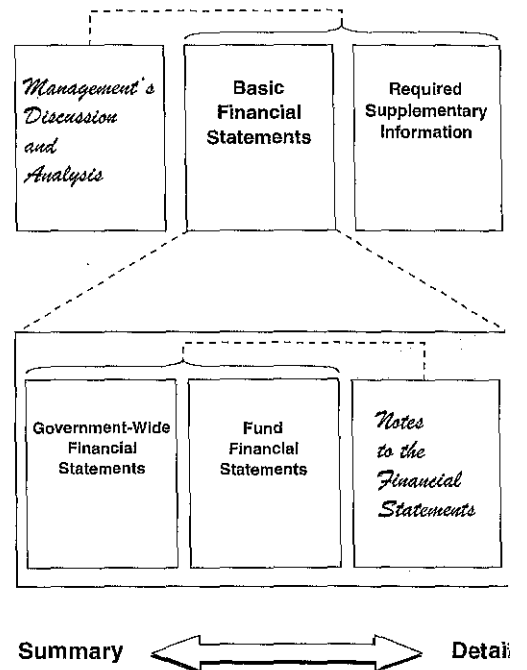 Management's
Discussion
and
Analysis
Basic
Financial
Statements
Required
Supplementary
Information
Government-Wide
Financial
Statements
Fund
Financial
Statements
Notes
to the
Financial
Statements
Summary
Detail